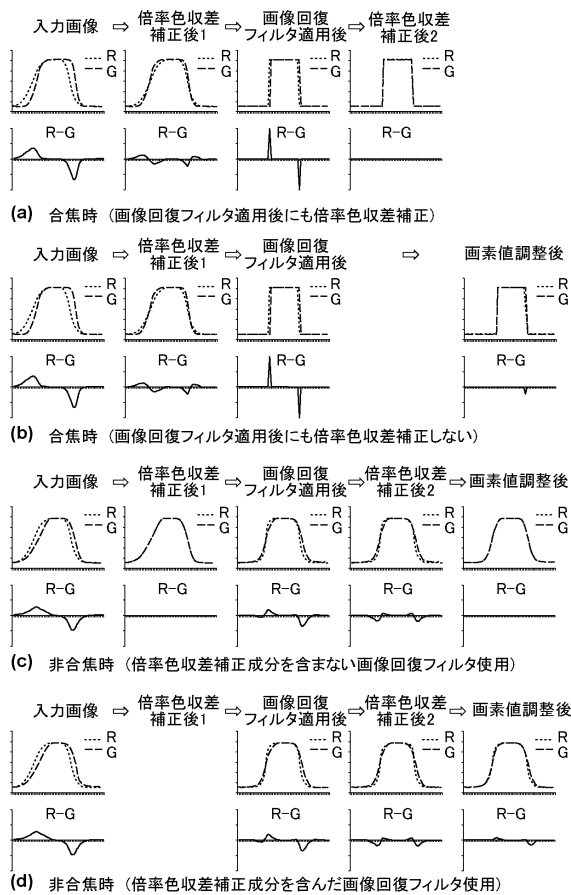 入力画像 ⇨ 倍率色収差補正後1 ⇨ 画像回復フィルタ適用後 ⇨ 倍率色収差補正後2
R
G
R
G
R
G
R
G
R-G
R-G
R-G
R-G
(a) 合焦時 (画像回復フィルタ適用後にも倍率色収差補正)
入力画像 ⇨ 倍率色収差補正後1 ⇨ 画像回復フィルタ適用後 ⇨ 画素値調整後
R
G
R
G
R
G
R
G
R-G
R-G
R-G
R-G
(b) 合焦時 (画像回復フィルタ適用後にも倍率色収差補正しない)
入力画像 ⇨ 倍率色収差補正後1 ⇨ 画像回復フィルタ適用後 ⇨ 倍率色収差補正後2 ⇨ 画素値調整後
R
G
R
G
R
G
R
G
R
G
R-G
R-G
R-G
R-G
R-G
(c) 非合焦時 (倍率色収差補正成分を含まない画像回復フィルタ使用)
入力画像 ⇨ 倍率色収差補正後1 ⇨ 画像回復フィルタ適用後 ⇨ 倍率色収差補正後2 ⇨ 画素値調整後
R
G
R
G
R
G
R
G
R-G
R-G
R-G
R-G
(d) 非合焦時 (倍率色収差補正成分を含んだ画像回復フィルタ使用)